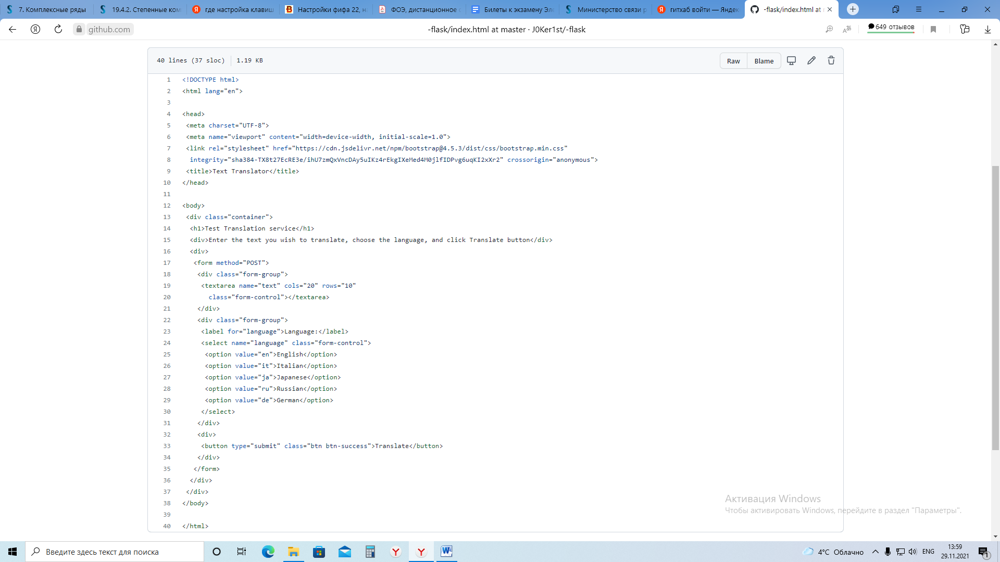 7. Комплексные ряды
19.4.2. Степенные ком
где настройка клавиш
Настройки фифа 22, н
ФОЭ, дистанционное
Билеты к экзамену Эле
Министерство связи р
гитхаб войти — Яндек
-flask/index.html at
github.com
-flask/index.html at master · J0Ker1st/-flask
649 отзывов
40 lines (37 sloc) 1.19 KB
Raw Blame
1 <!DOCTYPE html>
2 <html lang="en">
3
4 <head>
5 <meta charset="UTF-8">
6 <meta name="viewport" content="width=device-width, initial-scale=1.0">
7 <link rel="stylesheet" href="https://cdn.jsdelivr.net/npm/bootstrap@4.5.3/dist/css/bootstrap.min.css"
8 integrity="sha384-TX8t27EcRE3e/ihU7zmQxVncDAy5uIKz4rEkgIXeMed4M0jlfIDPvg6uqKI2xXr2" crossorigin="anonymous">
9 <title>Text Translator</title>
10 </head>
11
12 <body>
13 <div class="container">
14 <h1>Test Translation service</h1>
15 <div>Enter the text you wish to translate, choose the language, and click Translate button</div>
16 <div>
17 <form method="POST">
18 <div class="form-group">
19 <textarea name="text" cols="20" rows="10"
20 class="form-control"></textarea>
21 </div>
22 <div class="form-group">
23 <label for="language">Language:</label>
24 <select name="language" class="form-control">
25 <option value="en">English</option>
26 <option value="it">Italian</option>
27 <option value="ja">Japanese</option>
28 <option value="ru">Russian</option>
29 <option value="de">German</option>
30 </select>
31 </div>
32 <div>
33 <button type="submit" class="btn btn-success">Translate</button>
34 </div>
35 </form>
36 </div>
37 </div>
38 </body>
39
40 </html>
Активация Windows
Чтобы активировать Windows, перейдите в раздел "Параметры".
Введите здесь текст для поиска
4°C Облачно
ENG
13:59
29.11.2021
1